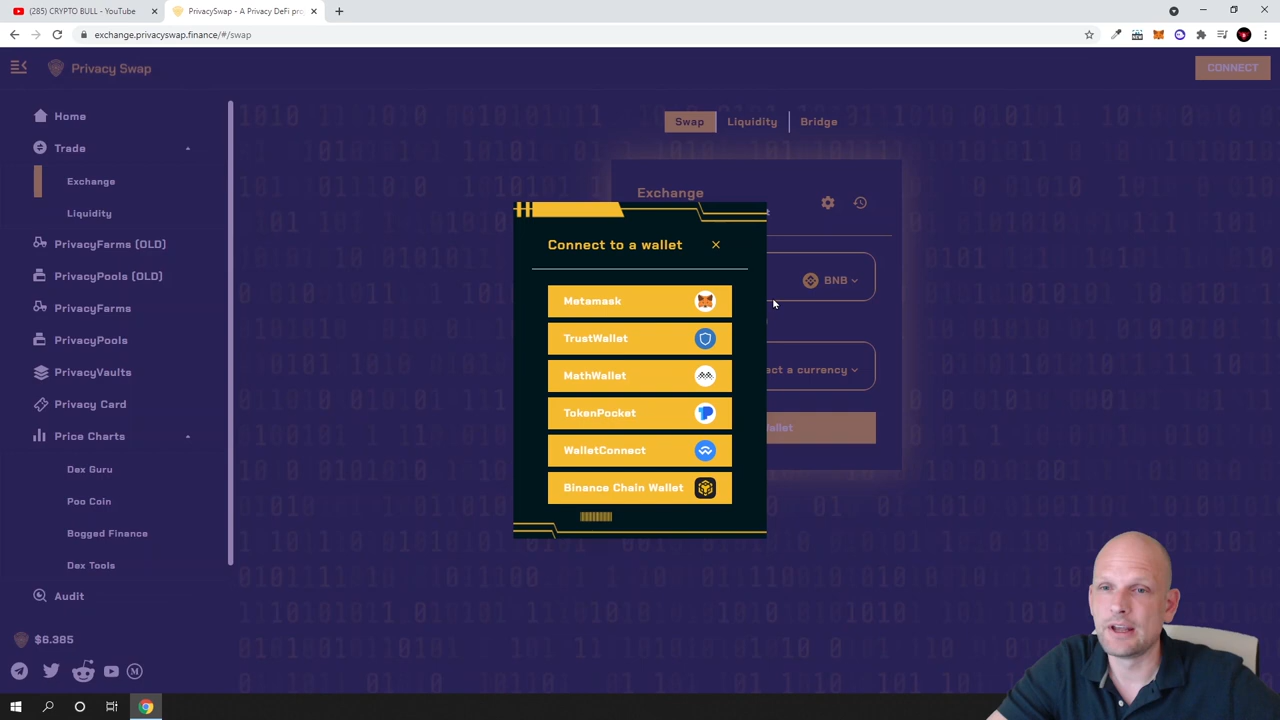 (285) CRYPTO BULL - YouTube
PrivacySwap - A Privacy DeFi pro
exchange.privacyswap.finance/#/swap
Privacy Swap
CONNECT
Home
Trade
Exchange
Liquidity
PrivacyFarms (OLD)
PrivacyPools (OLD)
PrivacyFarms
PrivacyPools
PrivacyVaults
Privacy Card
Price Charts
Dex Guru
Poo Coin
Bogged Finance
Dex Tools
Audit
$6.385
Swap
Liquidity
Bridge
Exchange
BNB
a currency
Connect to a wallet
Metamask
TrustWallet
MathWallet
TokenPocket
WalletConnect
Binance Chain Wallet